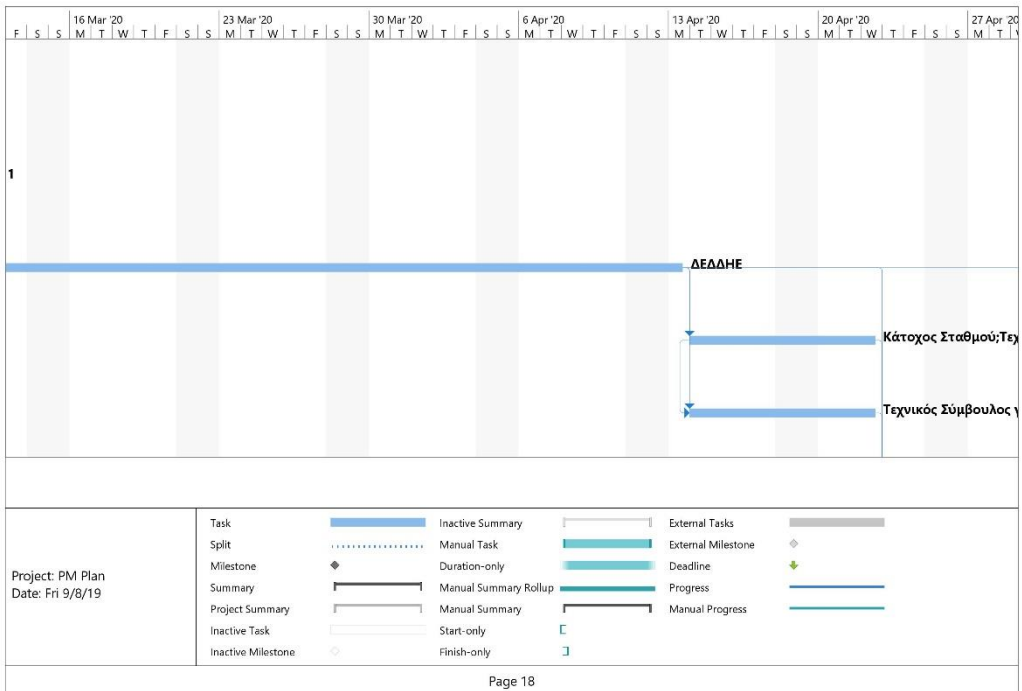 16 Mar '20 23 Mar '20 30 Mar '20 6 Apr '20 13 Apr '20 20 Apr '20 27 Apr '20
F S S M T W T F S S M T W T F S S M T W T F S S M T W T F S S M T W T F S S M T W T F S S M T
1
ΔΕΔΔΗΕ
Κάτοχος Σταθμού;Τεχ
Τεχνικός Σύμβουλος γ
Project: PM Plan
Date: Fri 9/8/19
Task
Split
Milestone
Summary
Project Summary
Inactive Task
Inactive Milestone
Inactive Summary
Manual Task
Duration-only
Manual Summary Rollup
Manual Summary
Start-only
Finish-only
External Tasks
External Milestone
Deadline
Progress
Manual Progress
Page 18